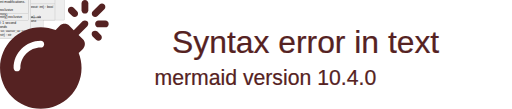 Syntax error in text
mermaid version 10.4.0